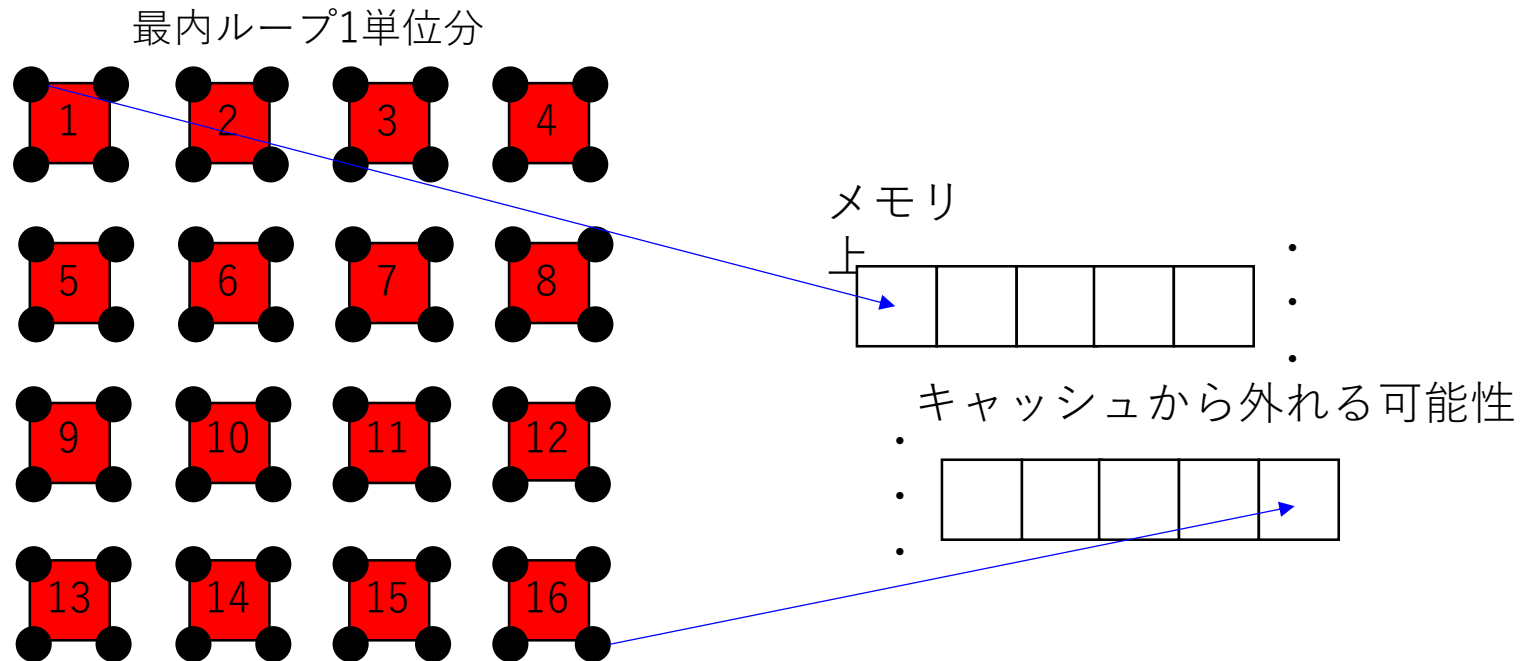 最内ループ1単位分
1 2 3 4
5 6 7 8
9 10 11 12
13 14 15 16
メモリ
上
キャッシュから外れる可能性